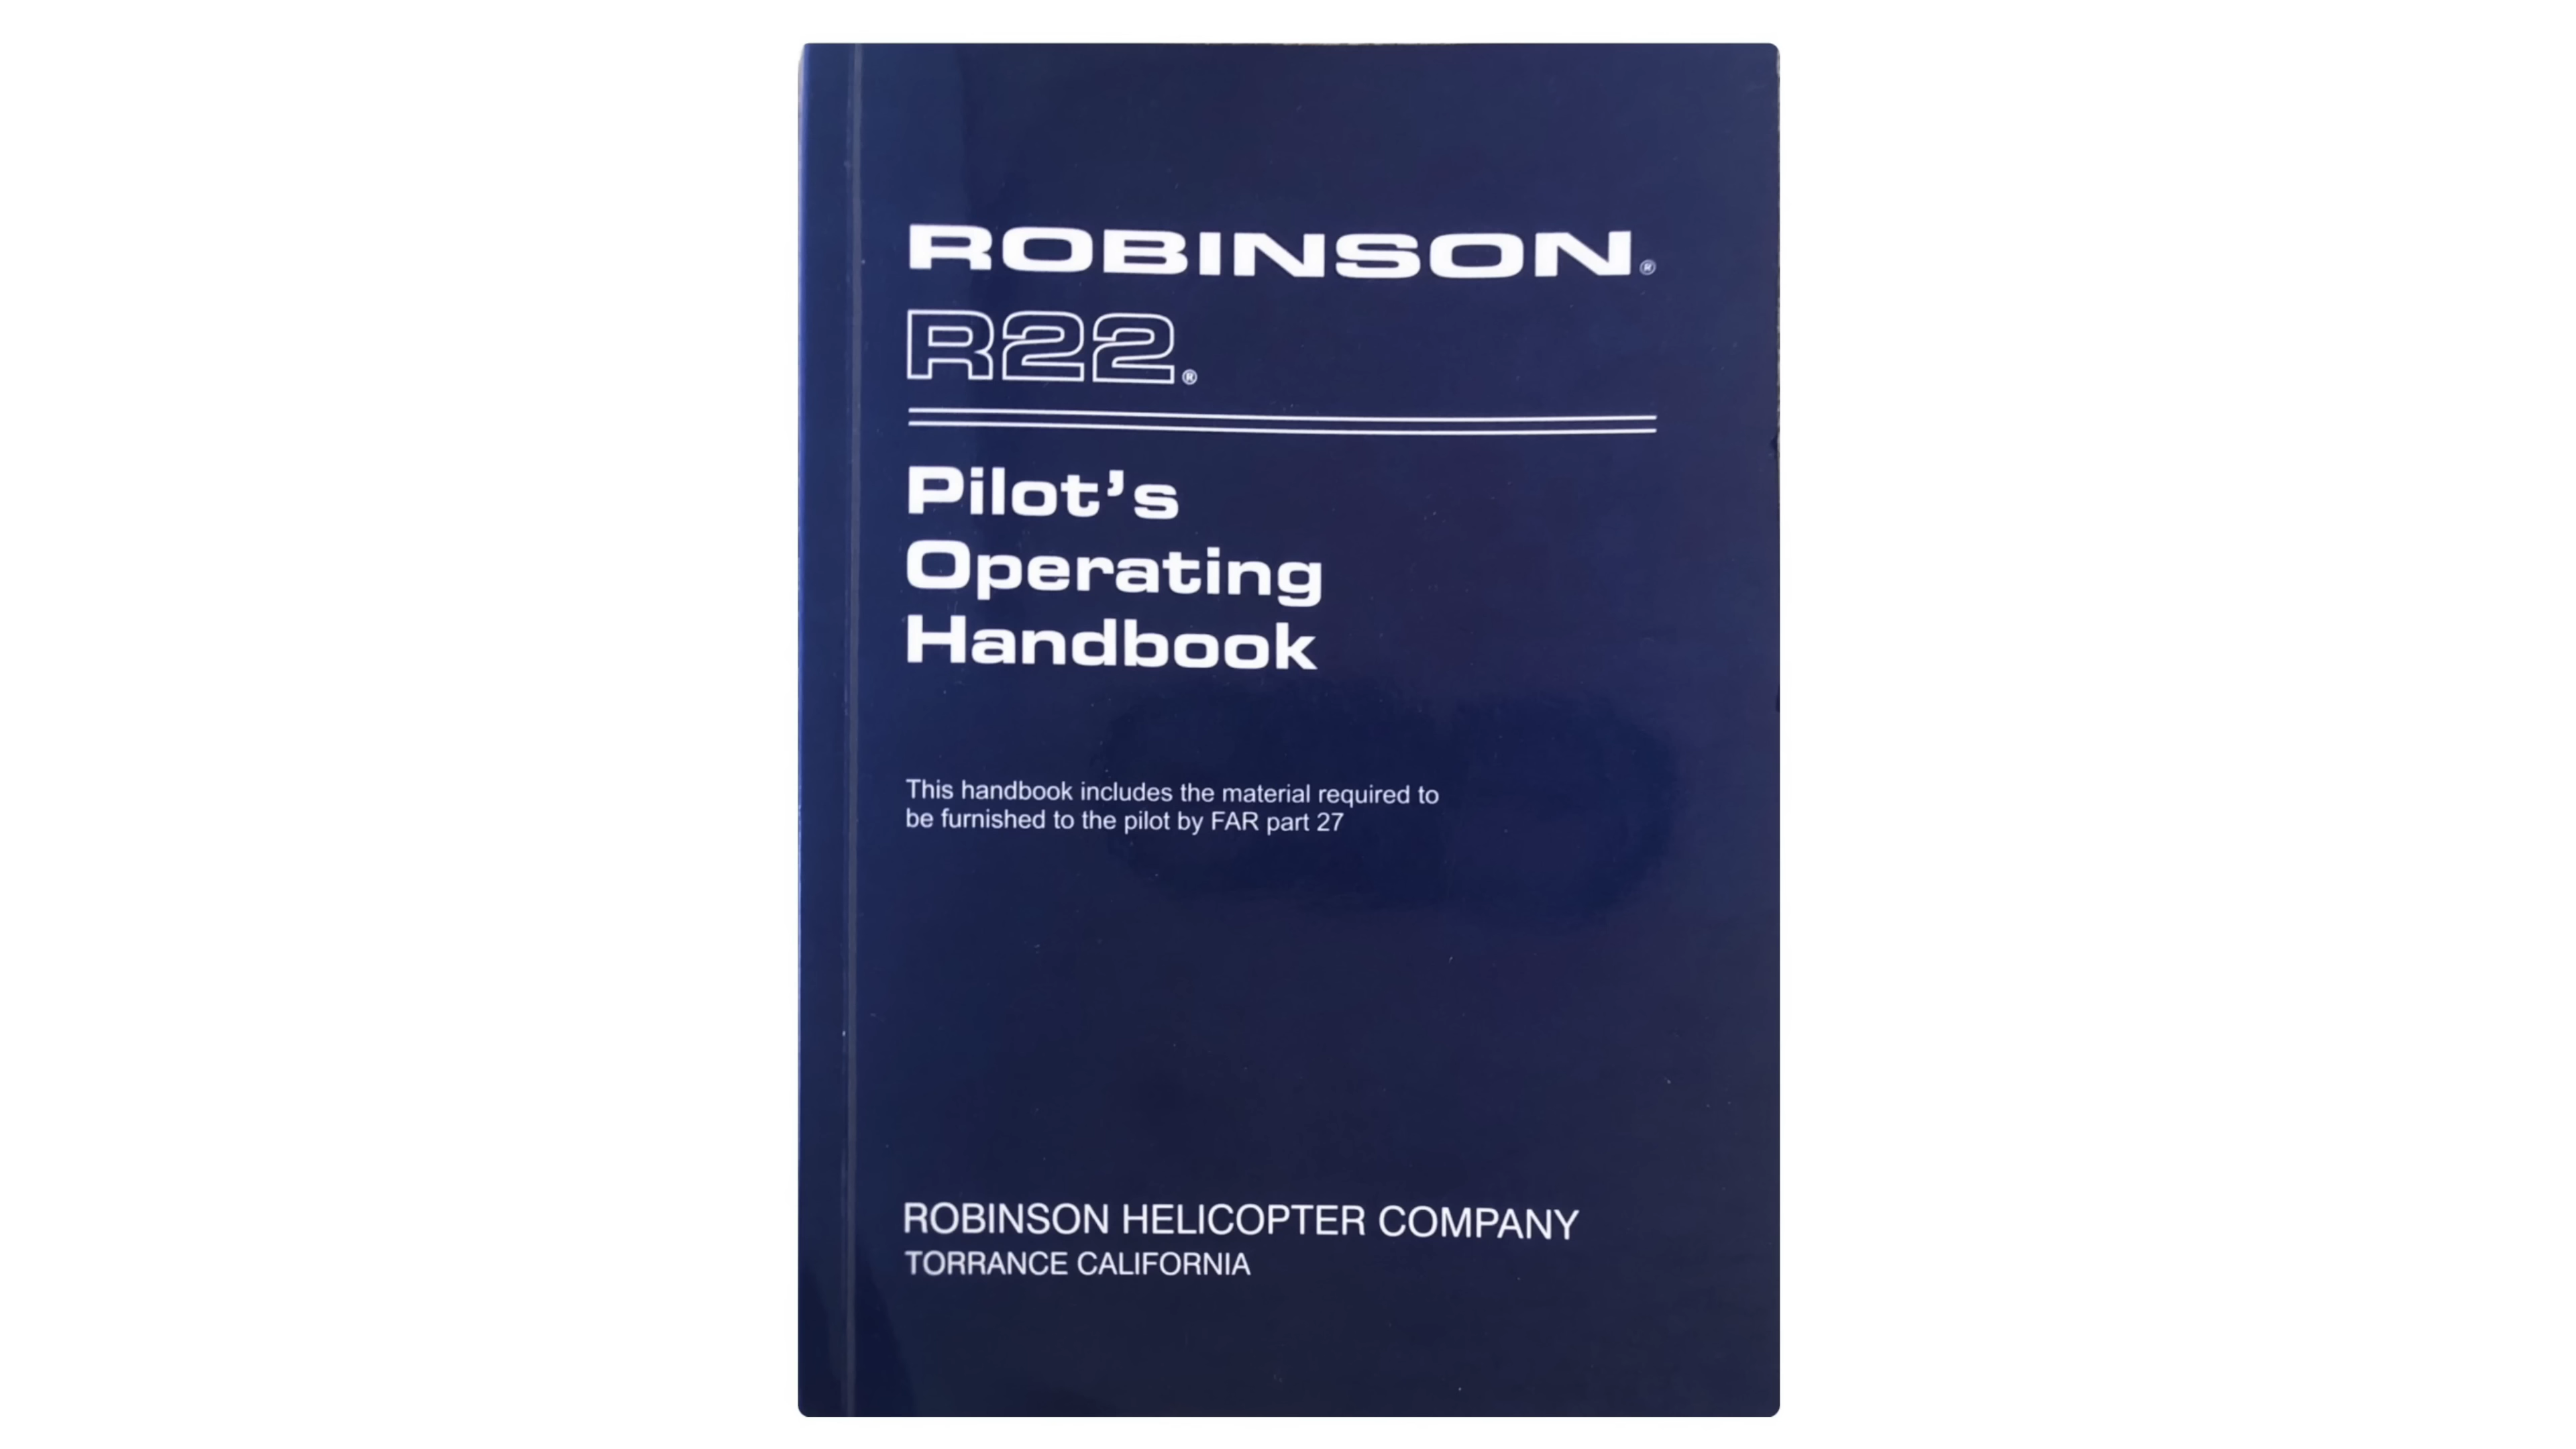 ROBINSON®
R22®
Pilot's
Operating
Handbook
This handbook includes the material required to
be furnished to the pilot by FAR part 27
ROBINSON HELICOPTER COMPANY
TORRANCE CALIFORNIA